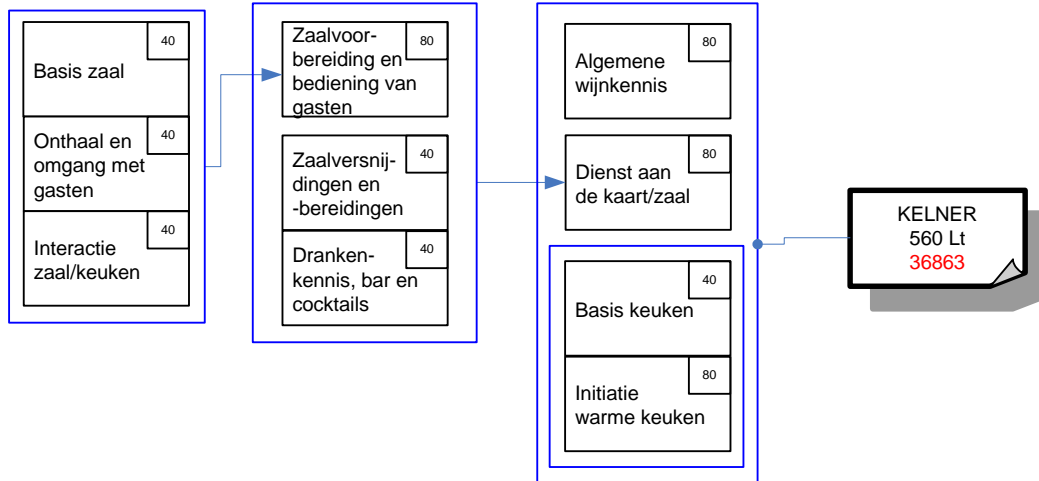 40
Basis zaal
40
Onthaal en
omgang met
gasten
40
Interactie
zaal/keuken
80
Zaalvoor-
bereiding en
bediening van
gasten
40
Zaalversnij-
dingen en
-bereidingen
40
Dranken-
kennis, bar en
cocktails
80
Algemene
wijnkennis
80
Dienst aan
de kaart/zaal
40
Basis keuken
80
Initiatie
warme keuken
KELNER
560 Lt
36863